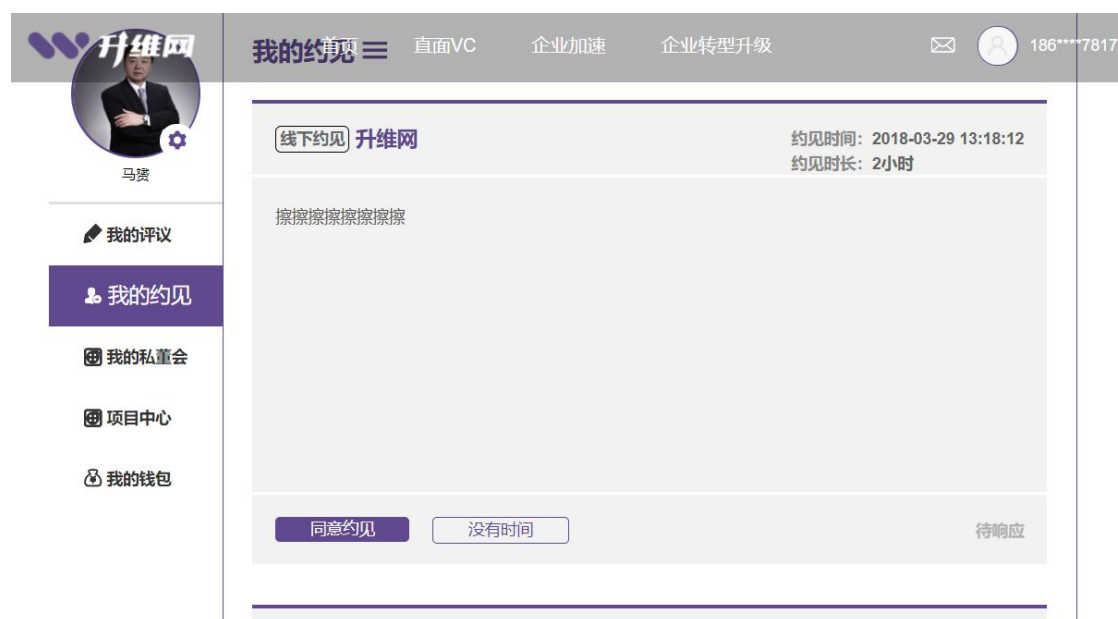 升维网
首页
直面VC
企业加速
企业转型升级
186****7817
我的约见
马赟
我的评议
我的约见
我的私董会
项目中心
我的钱包
线下约见 升维网
约见时间：2018-03-29 13:18:12
约见时长：2小时
擦擦擦擦擦擦擦擦
同意约见
没有时间
待响应